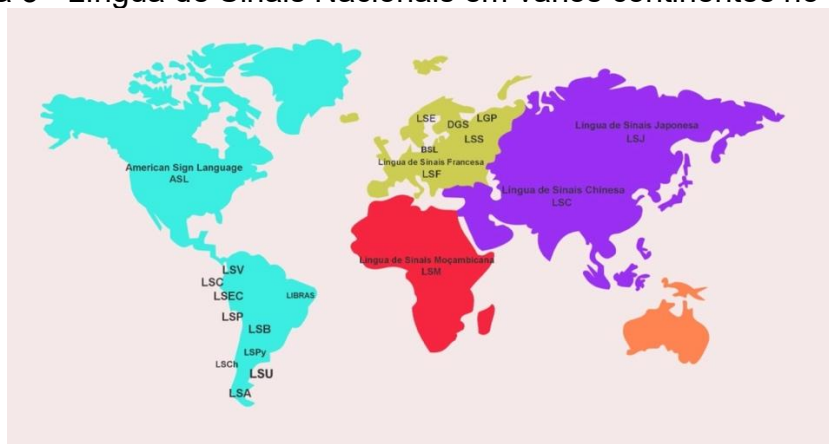 Língua de Sinais Nacionais em vários continentes no
LSE
DGS
LGP
LSS
BSL
Língua de Sinais Francesa
LSF
Língua de Sinais Japonesa
LSJ
American Sign Language
ASL
Língua de Sinais Chinesa
LSC
Língua de Sinais Moçambicana
LSM
LSV
LSC
LSEC
LIBRAS
LSP
LSB
LSPy
LSCh
LSU
LSA